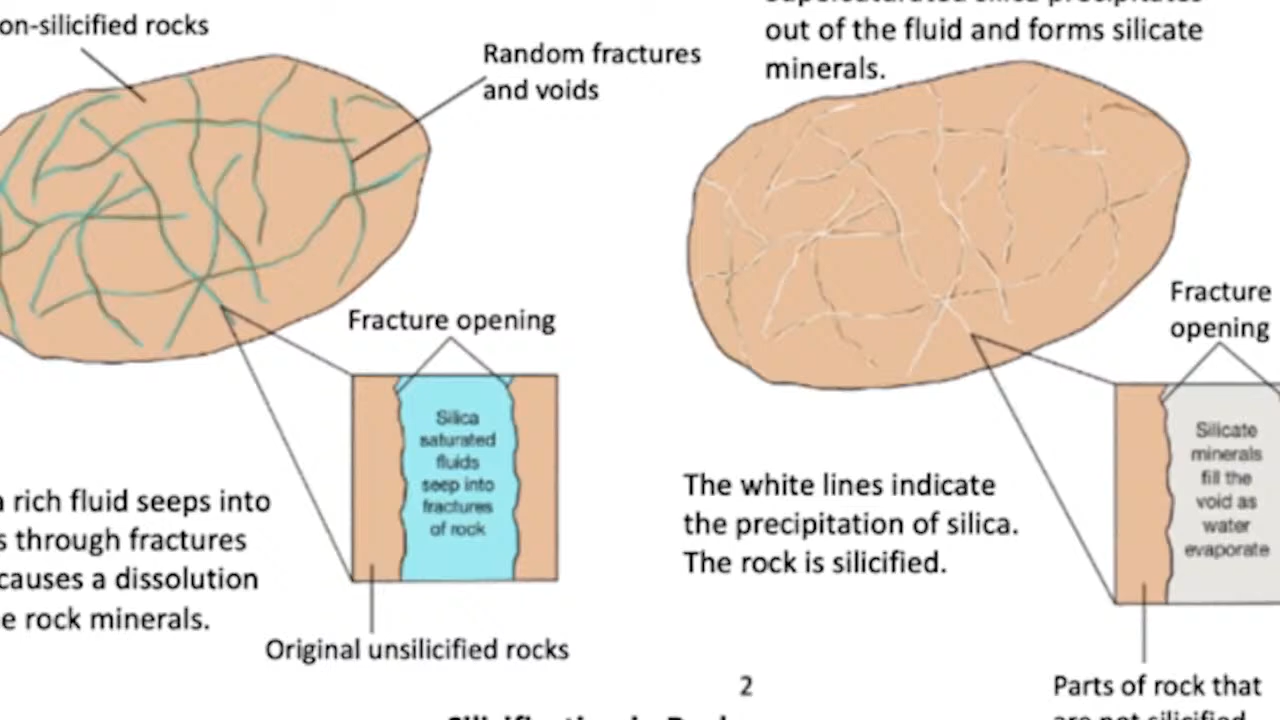 on-silicified rocks
Random fractures
and voids
Fracture opening
Silica
saturated
fluids
seep into
fractures
of rock
rich fluid seeps into
s through fractures
causes a dissolution
e rock minerals.
Original unsilicified rocks
out of the fluid and forms silicate
minerals.
Fracture
opening
Silicate
minerals
fill the
void as
water
evaporate
The white lines indicate
the precipitation of silica.
The rock is silicified.
Parts of rock that
2